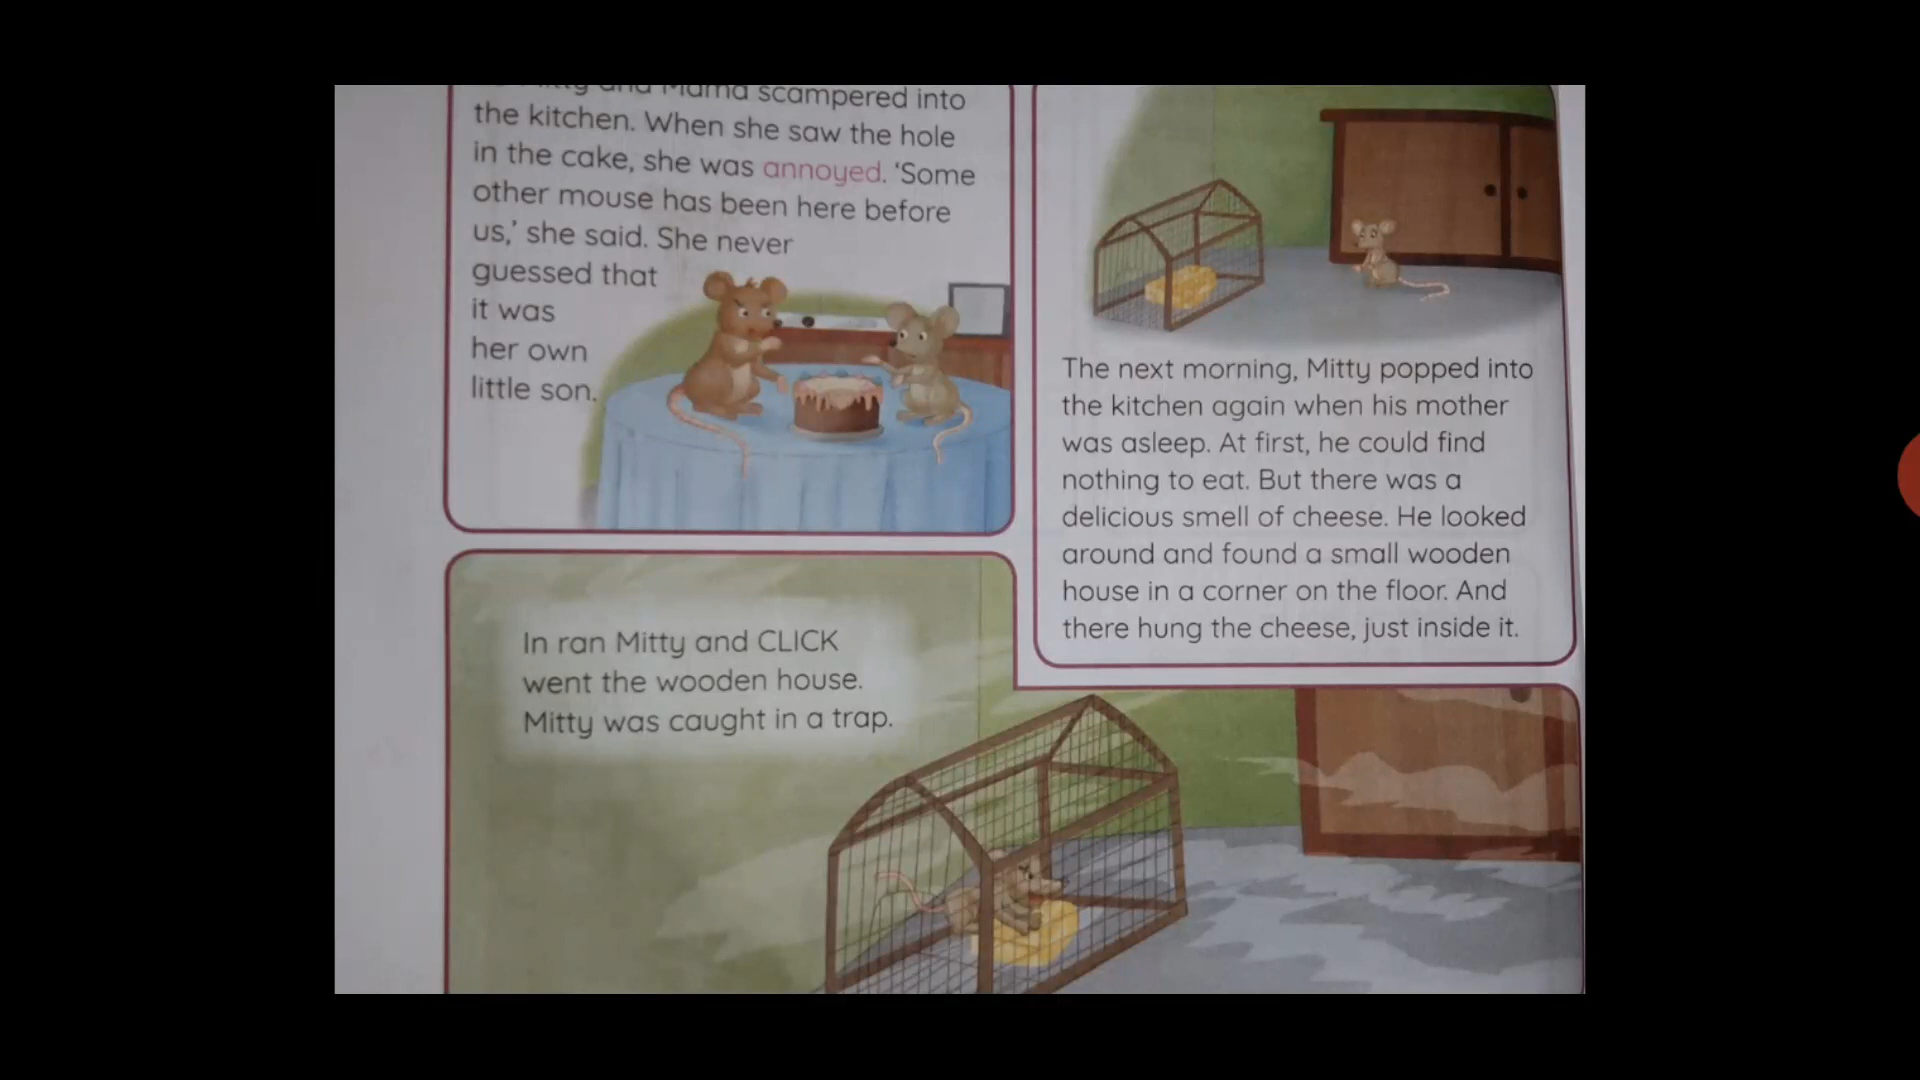 and Mama scampered into
the kitchen. When she saw the hole
in the cake, she was annoyed. ‘Some
other mouse has been here before
us,’ she said. She never
guessed that
it was
her own
little son.
The next morning, Mitty popped into
the kitchen again when his mother
was asleep. At first, he could find
nothing to eat. But there was a
delicious smell of cheese. He looked
around and found a small wooden
house in a corner on the floor. And
there hung the cheese, just inside it.
In ran Mitty and CLICK
went the wooden house.
Mitty was caught in a trap.